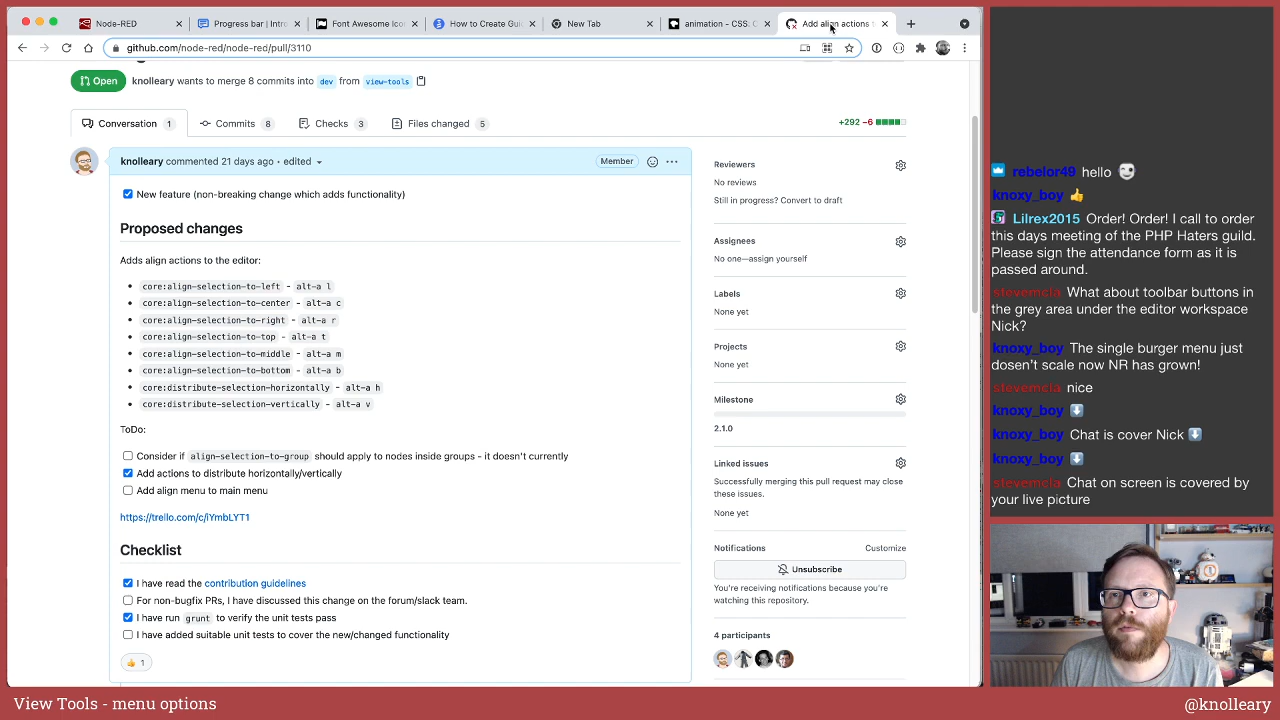 Node-RED
Progress bar | Intro
Font Awesome Ico
How to Create Gui
New Tab
animation - CSS. C
Add align actions
github.com/node-red/node-red/pull/3110
Open
knolleary wants to merge 8 commits into dev from view-tools
Conversation 1
Commits 8
Checks 3
Files changed 5
+292 −6
knolleary commented 21 days ago • edited
Member
New feature (non-breaking change which adds functionality)
Proposed changes
Adds align actions to the editor:
core:align-selection-to-left - alt-a l
core:align-selection-to-center - alt-a c
core:align-selection-to-right - alt-a r
core:align-selection-to-top - alt-a t
core:align-selection-to-middle - alt-a m
core:align-selection-to-bottom - alt-a b
core:distribute-selection-horizontally - alt-a h
core:distribute-selection-vertically - alt-a v
ToDo:
Consider if align-selection-to-group should apply to nodes inside groups - it doesn't currently
Add actions to distribute horizontally/vertically
Add align menu to main menu
https://trello.com/c/iYmbLYT1
Checklist
I have read the contribution guidelines
For non-bugfix PRs, I have discussed this change on the forum/slack team.
I have run grunt to verify the unit tests pass
I have added suitable unit tests to cover the new/changed functionality
1
Reviewers
No reviews
Still in progress? Convert to draft
Assignees
No one—assign yourself
Labels
None yet
Projects
None yet
Milestone
2.1.0
Linked issues
Successfully merging this pull request may close
these issues.
None yet
Notifications
Customize
Unsubscribe
You're receiving notifications because you're
watching this repository.
4 participants
rebelor49 hello
knoxy_boy 👍
Lilrex2015 Order! Order! I call to order
this days meeting of the PHP Haters guild.
Please sign the attendance form as it is
passed around.
stevemcla What about toolbar buttons in
the grey area under the editor workspace
Nick?
knoxy_boy The single burger menu just
dosen't scale now NR has grown!
stevemcla nice
knoxy_boy ⬇️
knoxy_boy Chat is cover Nick ⬇️
knoxy_boy ⬇️
stevemcla Chat on screen is covered by
your live picture
View Tools - menu options
@knolleary